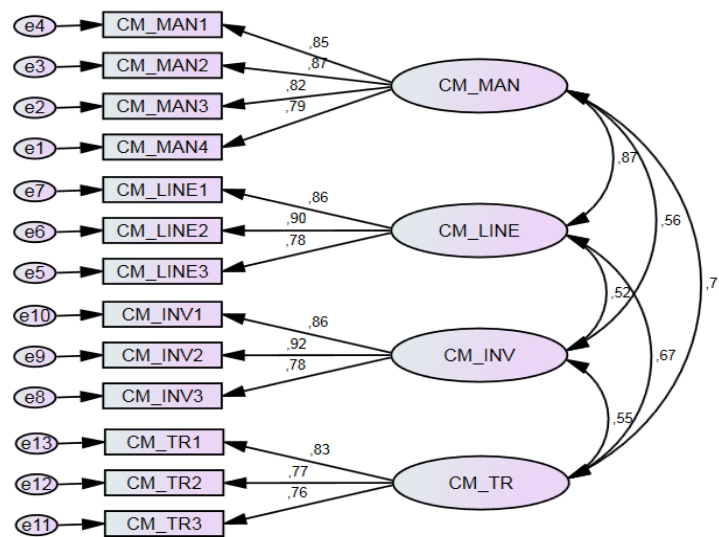 e4 CM_MAN1
,85
e3 CM_MAN2
,87
CM_MAN
e2 CM_MAN3
,82
e1 CM_MAN4
,79
,87
e7 CM_LINE1
,86
e6 CM_LINE2
,90
CM_LINE
,56
e5 CM_LINE3
,78
,52
,7
e10 CM_INV1
,86
e9 CM_INV2
,92
CM_INV
,67
e8 CM_INV3
,78
,55
e13 CM_TR1
,83
e12 CM_TR2
,77
CM_TR
e11 CM_TR3
,76